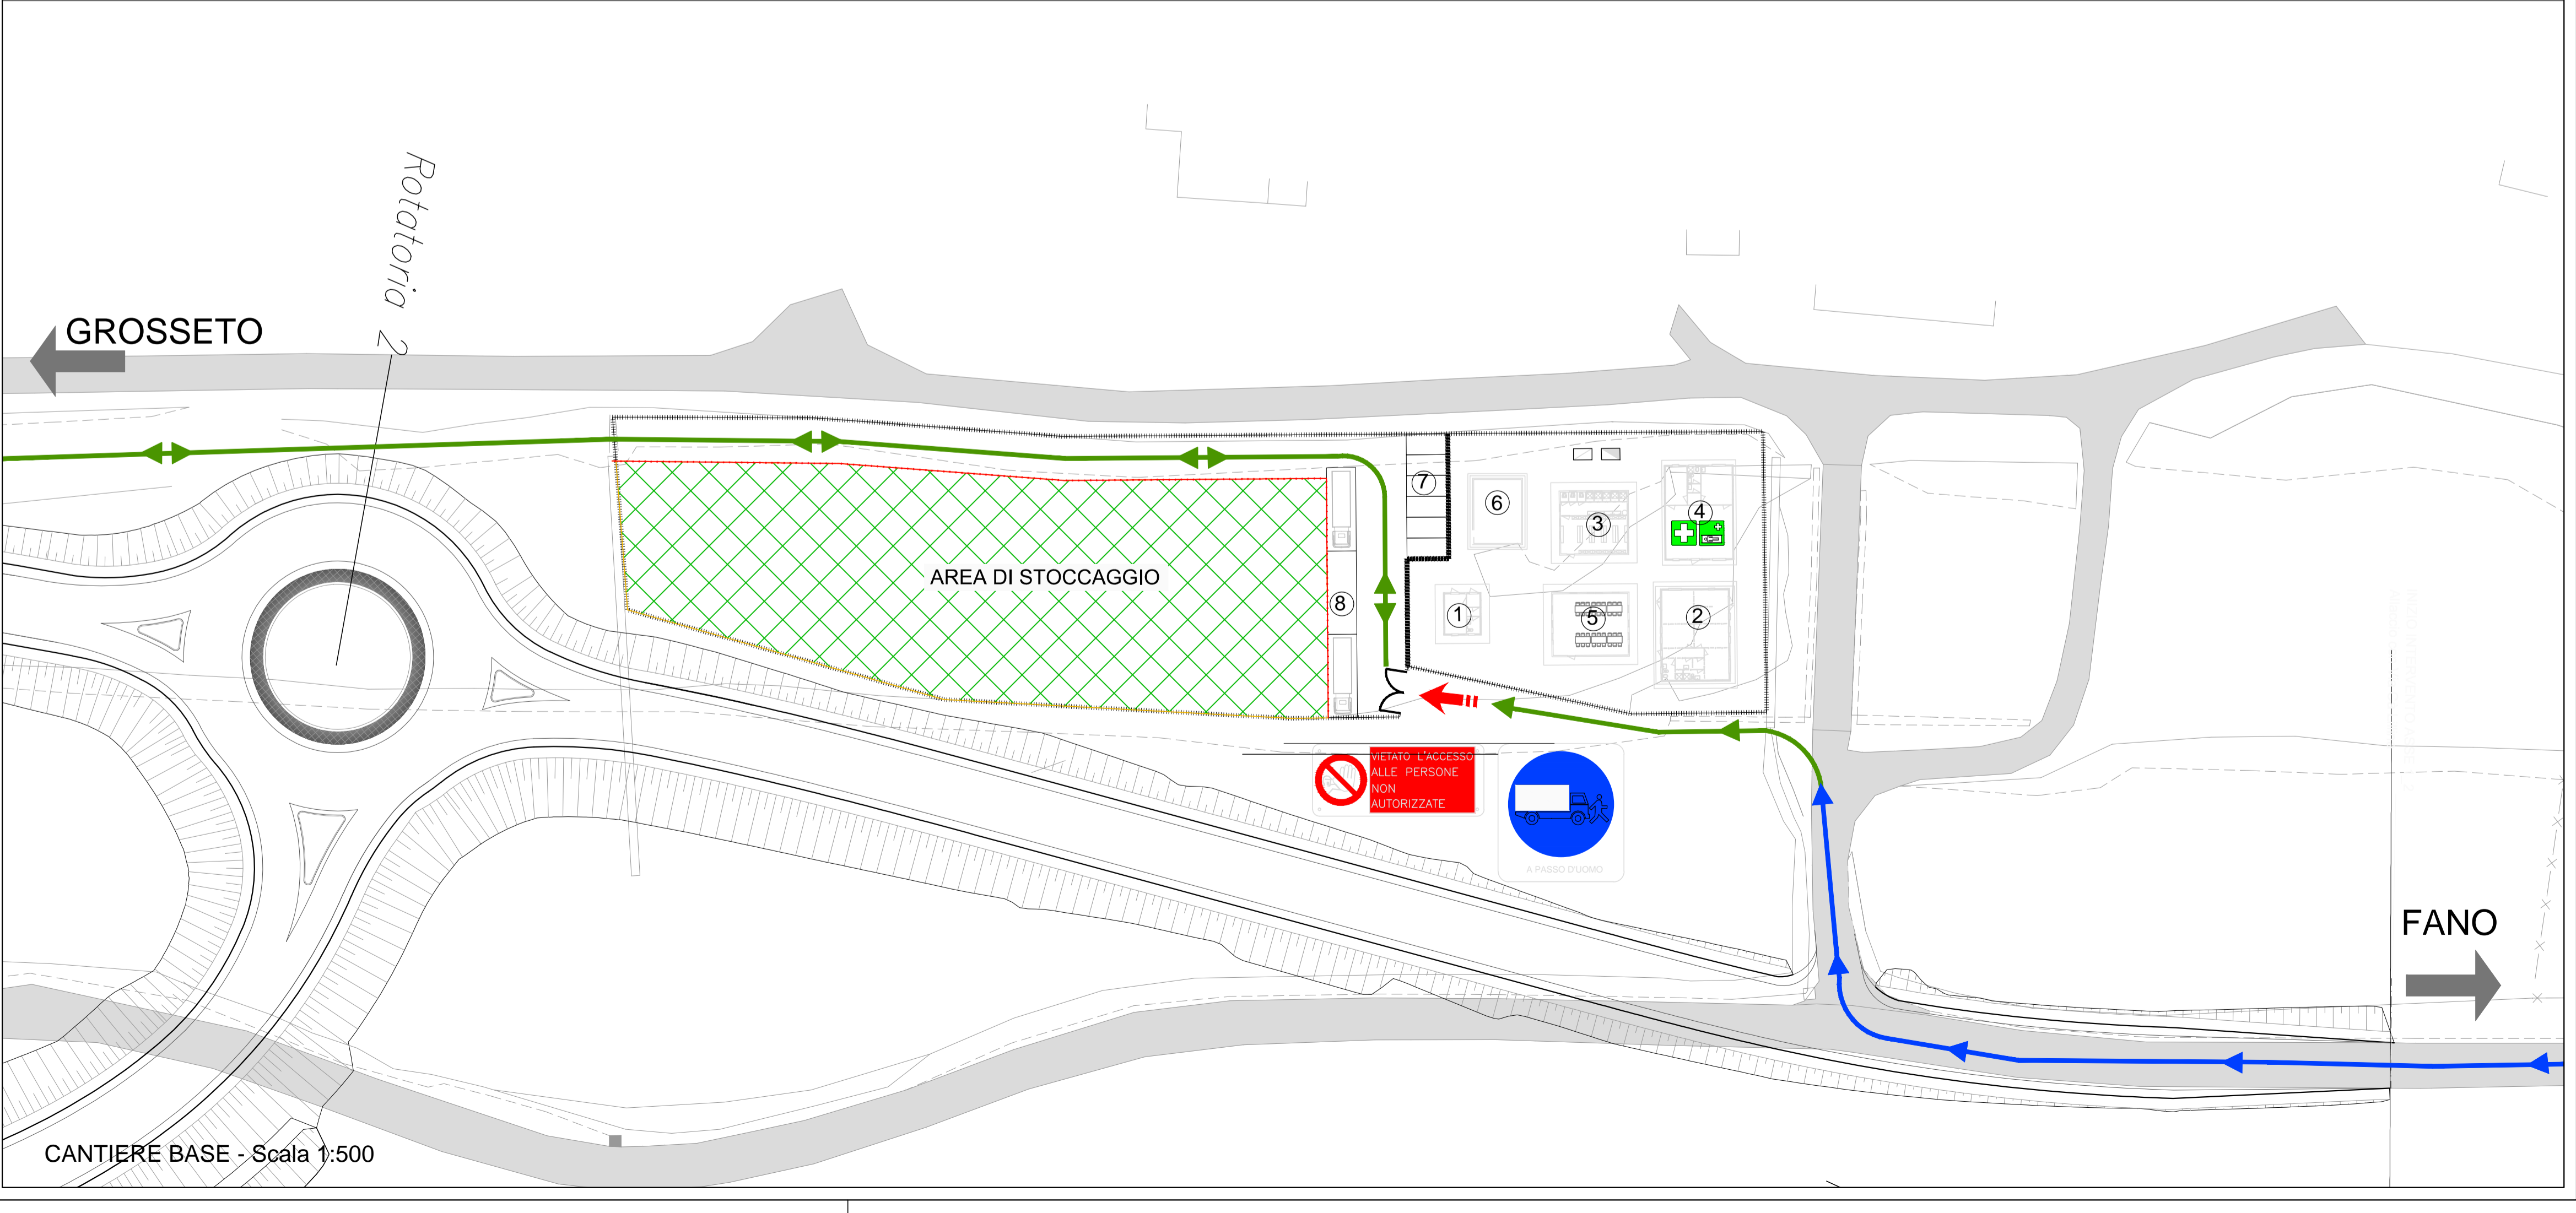 Rotatoria 2
GROSSETO
7
6
3
4
AREA DI STOCCAGGIO
8
1
5
2
VIETATO L'ACCESSO
ALLE PERSONE
NON
AUTORIZZATE
A PASSO D'UOMO
FANO
CANTIERE BASE - Scala 1:500